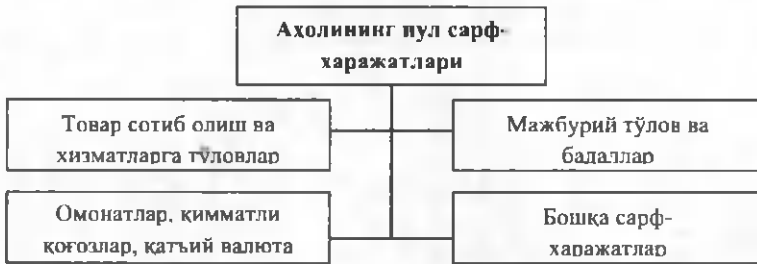 Аҳолининг пул сарф-
харажатлари
Товар сотиб олиш ва
хизматларга тўловлар
Мажбурий тўлов ва
бадаллар
Омонатлар, қимматли
қоғозлар, қатъий валюта
Бошқа сарф-
харажатлар